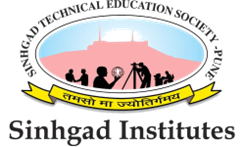 SINHGAD TECHNICAL EDUCATION SOCIETY - PUNE
तमसो मा ज्योतिर्गमय
Sinhgad Institutes